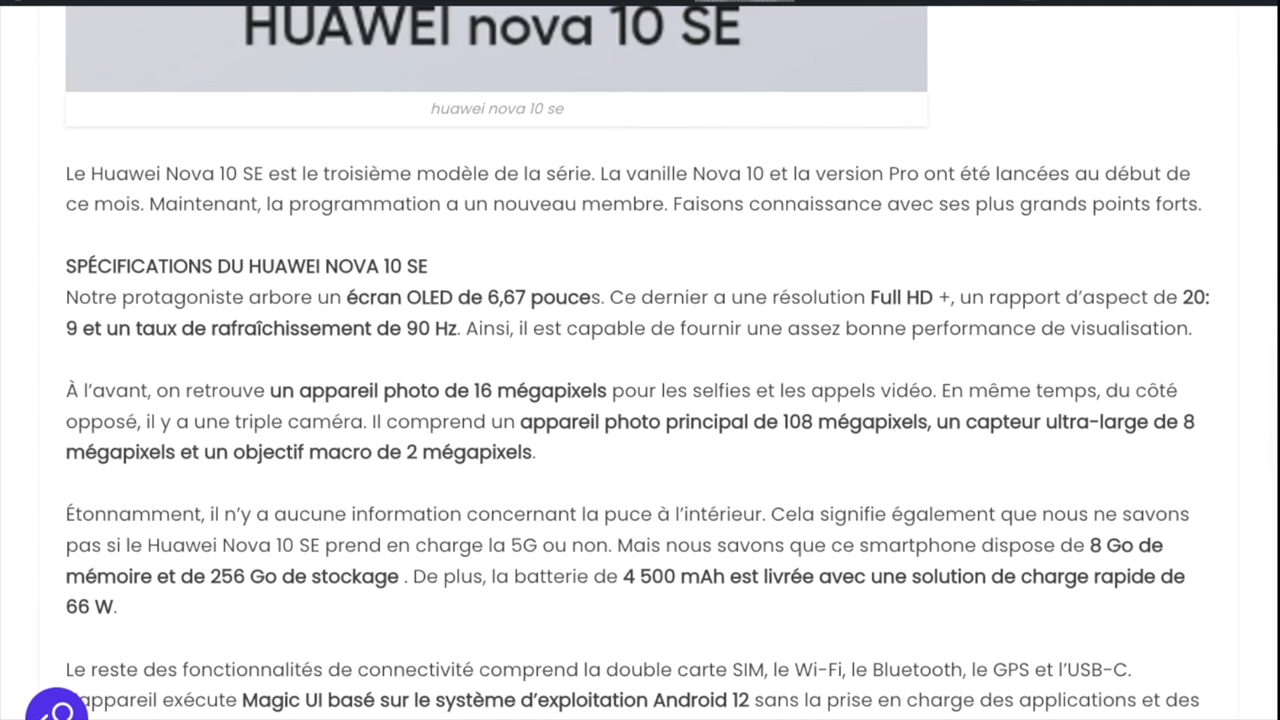 HUAWEI nova 10 SE
huawei nova 10 se
Le Huawei Nova 10 SE est le troisième modèle de la série. La vanille Nova 10 et la version Pro ont été lancées au début de
ce mois. Maintenant, la programmation a un nouveau membre. Faisons connaissance avec ses plus grands points forts.
SPÉCIFICATIONS DU HUAWEI NOVA 10 SE
Notre protagoniste arbore un écran OLED de 6,67 pouces. Ce dernier a une résolution Full HD +, un rapport d’aspect de 20:
9 et un taux de rafraîchissement de 90 Hz. Ainsi, il est capable de fournir une assez bonne performance de visualisation.
À l’avant, on retrouve un appareil photo de 16 mégapixels pour les selfies et les appels vidéo. En même temps, du côté
opposé, il y a une triple caméra. Il comprend un appareil photo principal de 108 mégapixels, un capteur ultra-large de 8
mégapixels et un objectif macro de 2 mégapixels.
Étonnamment, il n’y a aucune information concernant la puce à l’intérieur. Cela signifie également que nous ne savons
pas si le Huawei Nova 10 SE prend en charge la 5G ou non. Mais nous savons que ce smartphone dispose de 8 Go de
mémoire et de 256 Go de stockage . De plus, la batterie de 4 500 mAh est livrée avec une solution de charge rapide de
66 W.
Le reste des fonctionnalités de connectivité comprend la double carte SIM, le Wi-Fi, le Bluetooth, le GPS et l’USB-C.
appareil exécute Magic UI basé sur le système d’exploitation Android 12 sans la prise en charge des applications et des